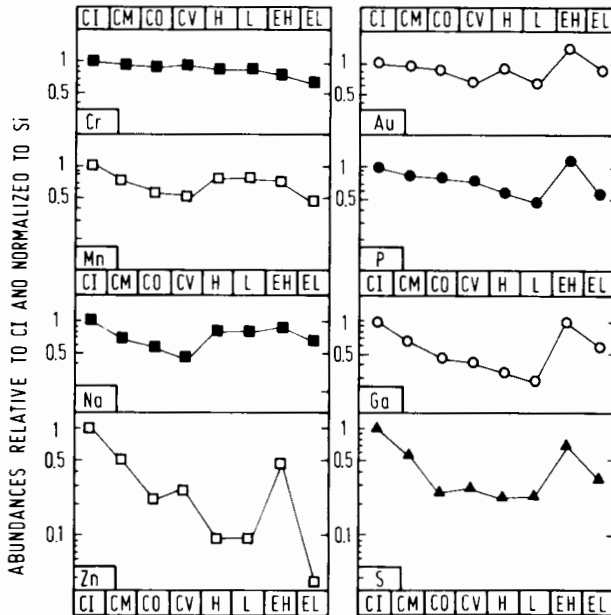 ABUNDANCES RELATIVE TO CI AND NORMALIZED TO Si
CI CM CO CV H L EH EL
1
0.5
Cr
1
0.5
Mn
CI CM CO CV H L EH EL
1
0.5
Na
1
0.5
0.1
Zn
CI CM CO CV H L EH EL
CI CM CO CV H L EH EL
1
0.5
Au
1
0.5
P
CI CM CO CV H L EH EL
1
0.5
Ga
1
0.5
0.1
S
CI CM CO CV H L EH EL